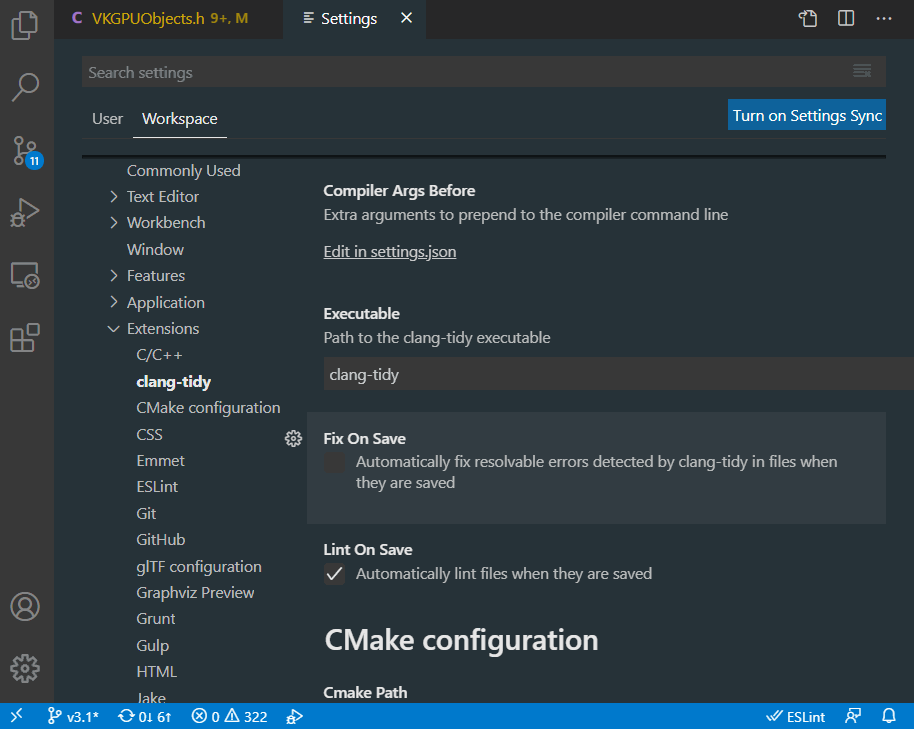 C VKGPUObjects.h 9+, M
Settings
Search settings
User
Workspace
Turn on Settings Sync
11
Commonly Used
Text Editor
Workbench
Window
Features
Application
Extensions
C/C++
clang-tidy
CMake configuration
CSS
Emmet
ESLint
Git
GitHub
glTF configuration
Graphviz Preview
Grunt
Gulp
HTML
Jake
Compiler Args Before
Extra arguments to prepend to the compiler command line
Edit in settings.json
Executable
Path to the clang-tidy executable
clang-tidy
Fix On Save
Automatically fix resolvable errors detected by clang-tidy in files when
they are saved
Lint On Save
Automatically lint files when they are saved
CMake configuration
Cmake Path
v3.1* 0↓ 6↑ 0 322 ESLint